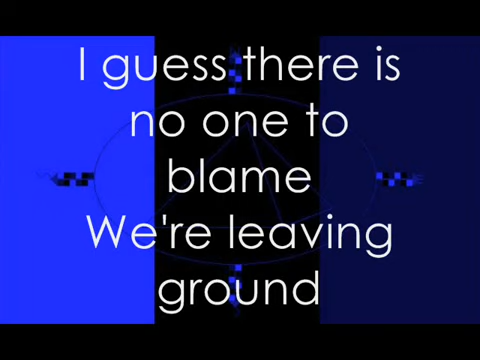 I guess there is
no one to
blame
We're leaving
ground